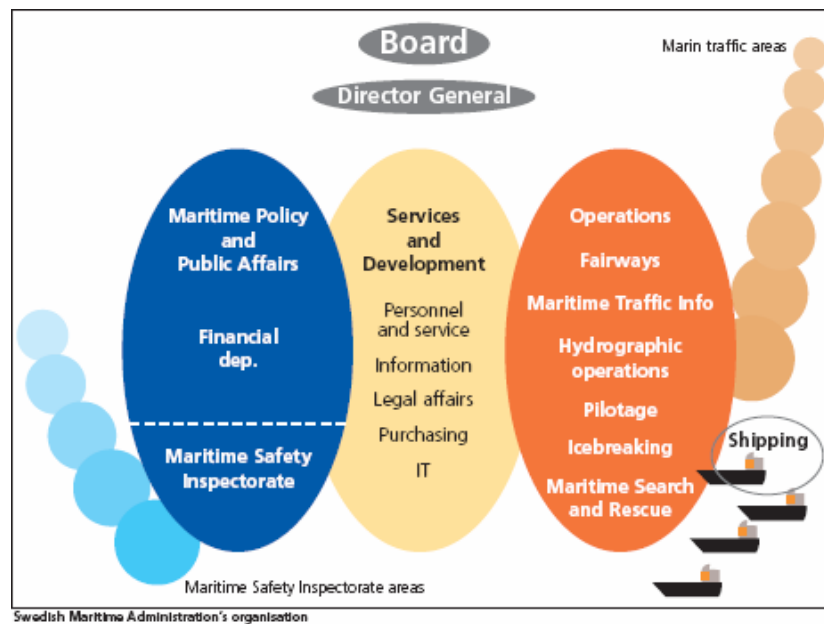 Board
Director General
Marin traffic areas
Maritime Policy
and
Public Affairs
Financial
dep.
Maritime Safety
Inspectorate
Services
and
Development
Personnel
and service
Information
Legal affairs
Purchasing
IT
Operations
Fairways
Maritime Traffic Info
Hydrographic
operations
Pilotage
Icebreaking
Maritime Search
and Rescue
Shipping
Maritime Safety Inspectorate areas
Swedish Maritime Administration's organisation